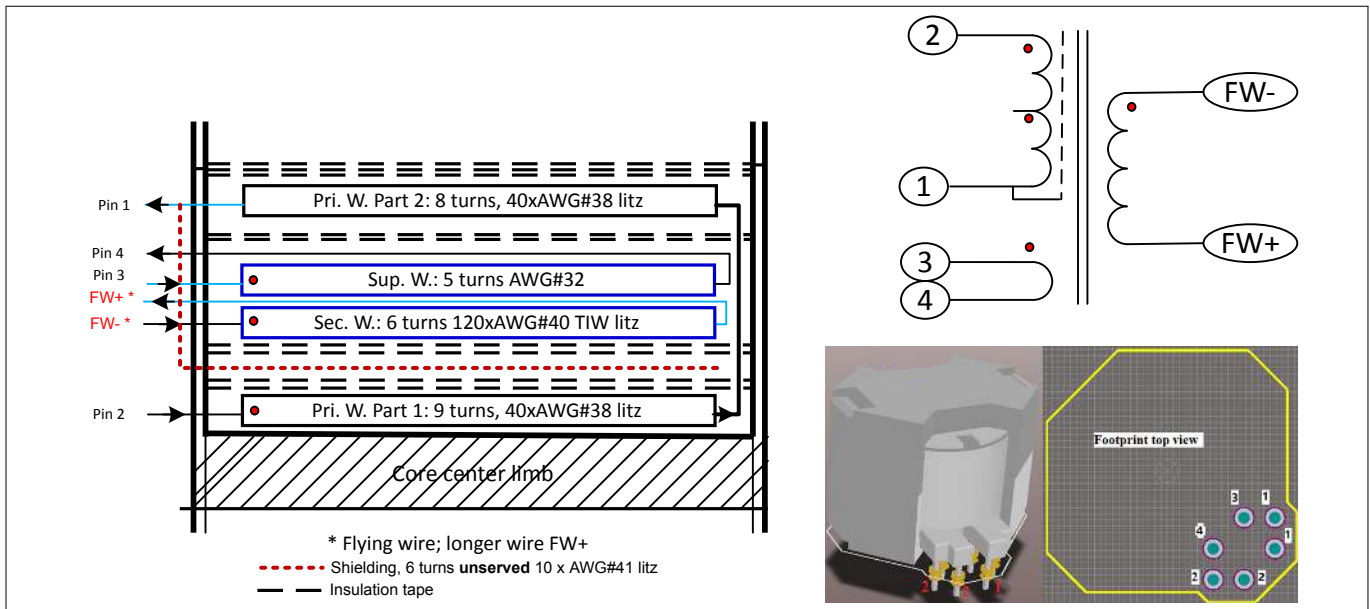 Pri. W. Part 2: 8 turns, 40xAWG#38 litz
Pin 1
Pin 4
Pin 3
Sup. W.: 5 turns AWG#32
FW+ *
FW- *
Sec. W.: 6 turns 120xAWG#40 TIW litz
Pin 2
Pri. W. Part 1: 9 turns, 40xAWG#38 litz
Core center limb
* Flying wire; longer wire FW+
Shielding, 6 turns unserved 10 x AWG#41 litz
Insulation tape
2
1
3
4
FW-
FW+
2
1
Footprint top view
3
1
4
1
2
2